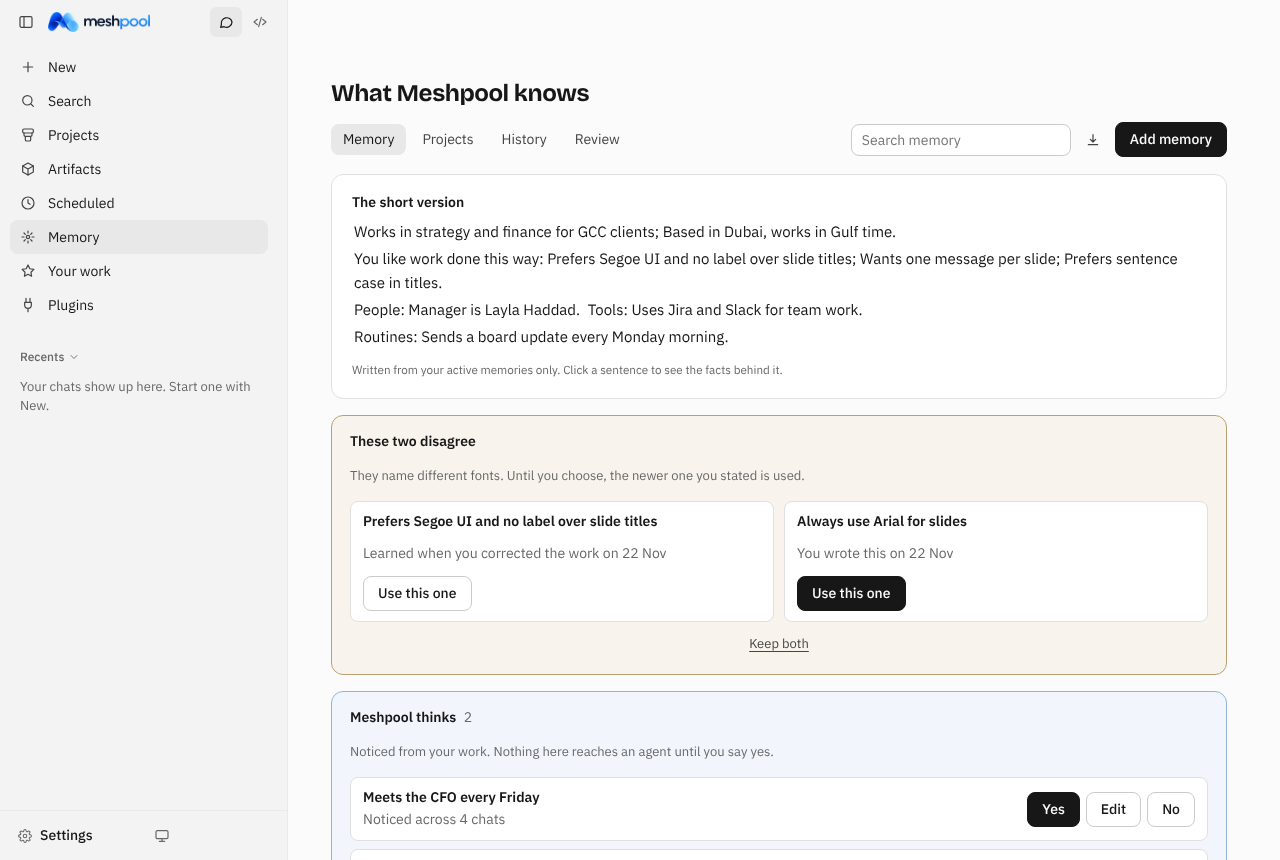 meshpool
New
Search
Projects
Artifacts
Scheduled
Memory
Your work
Plugins
Recents
Your chats show up here. Start one with
New.
Settings
What Meshpool knows
Memory
Projects
History
Review
Search memory
Add memory
The short version
Works in strategy and finance for GCC clients; Based in Dubai, works in Gulf time.
You like work done this way: Prefers Segoe UI and no label over slide titles; Wants one message per slide; Prefers sentence
case in titles.
People: Manager is Layla Haddad.  Tools: Uses Jira and Slack for team work.
Routines: Sends a board update every Monday morning.
Written from your active memories only. Click a sentence to see the facts behind it.
These two disagree
They name different fonts. Until you choose, the newer one you stated is used.
Prefers Segoe UI and no label over slide titles
Learned when you corrected the work on 22 Nov
Use this one
Always use Arial for slides
You wrote this on 22 Nov
Use this one
Keep both
Meshpool thinks 2
Noticed from your work. Nothing here reaches an agent until you say yes.
Meets the CFO every Friday
Noticed across 4 chats
Yes
Edit
No